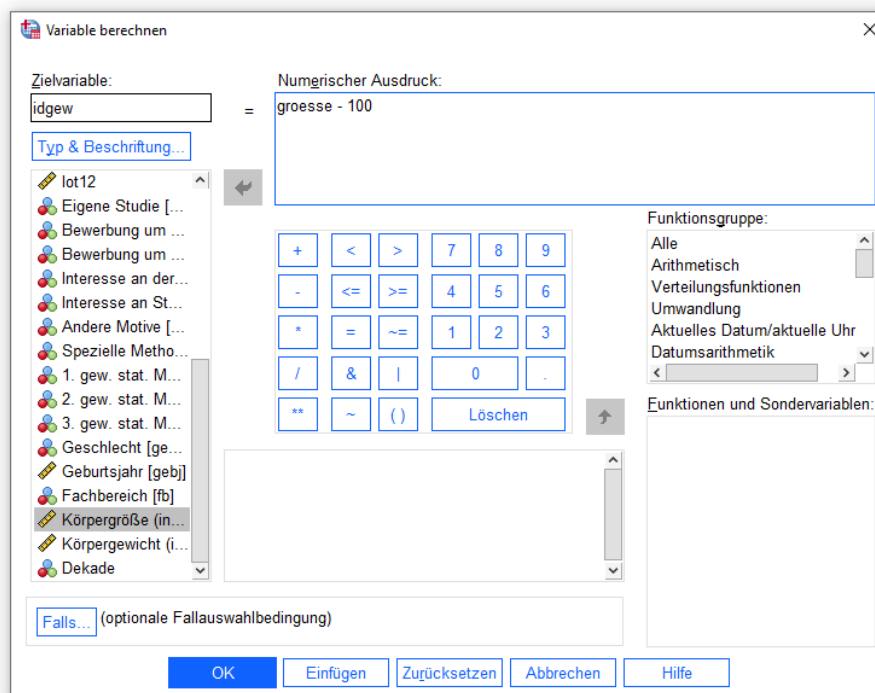 Variable berechnen
Zielvariable:
idgew
=
Numerischer Ausdruck:
groesse - 100
Typ & Beschriftung...
lot12
Eigene Studie [...
Bewerbung um ...
Bewerbung um ...
Interesse an der...
Interesse an St...
Andere Motive [...
Spezielle Metho...
1. gew. stat. M...
2. gew. stat. M...
3. gew. stat. M...
Geschlecht [ge...
Geburtsjahr [gebj]
Fachbereich [fb]
Körpergröße (in...
Körpergewicht (i...
Dekade
+ < > 7 8 9
- <= >= 4 5 6
* = ~= 1 2 3
/ & | 0 .
** ~ ( ) Löschen
Funktionsgruppe:
Alle
Arithmetisch
Verteilungsfunktionen
Umwandlung
Aktuelles Datum/aktuelle Uhr
Datumsarithmetik
Funktionen und Sondervariablen:
Falls... (optionale Fallauswahlbedingung)
OK Einfügen Zurücksetzen Abbrechen Hilfe